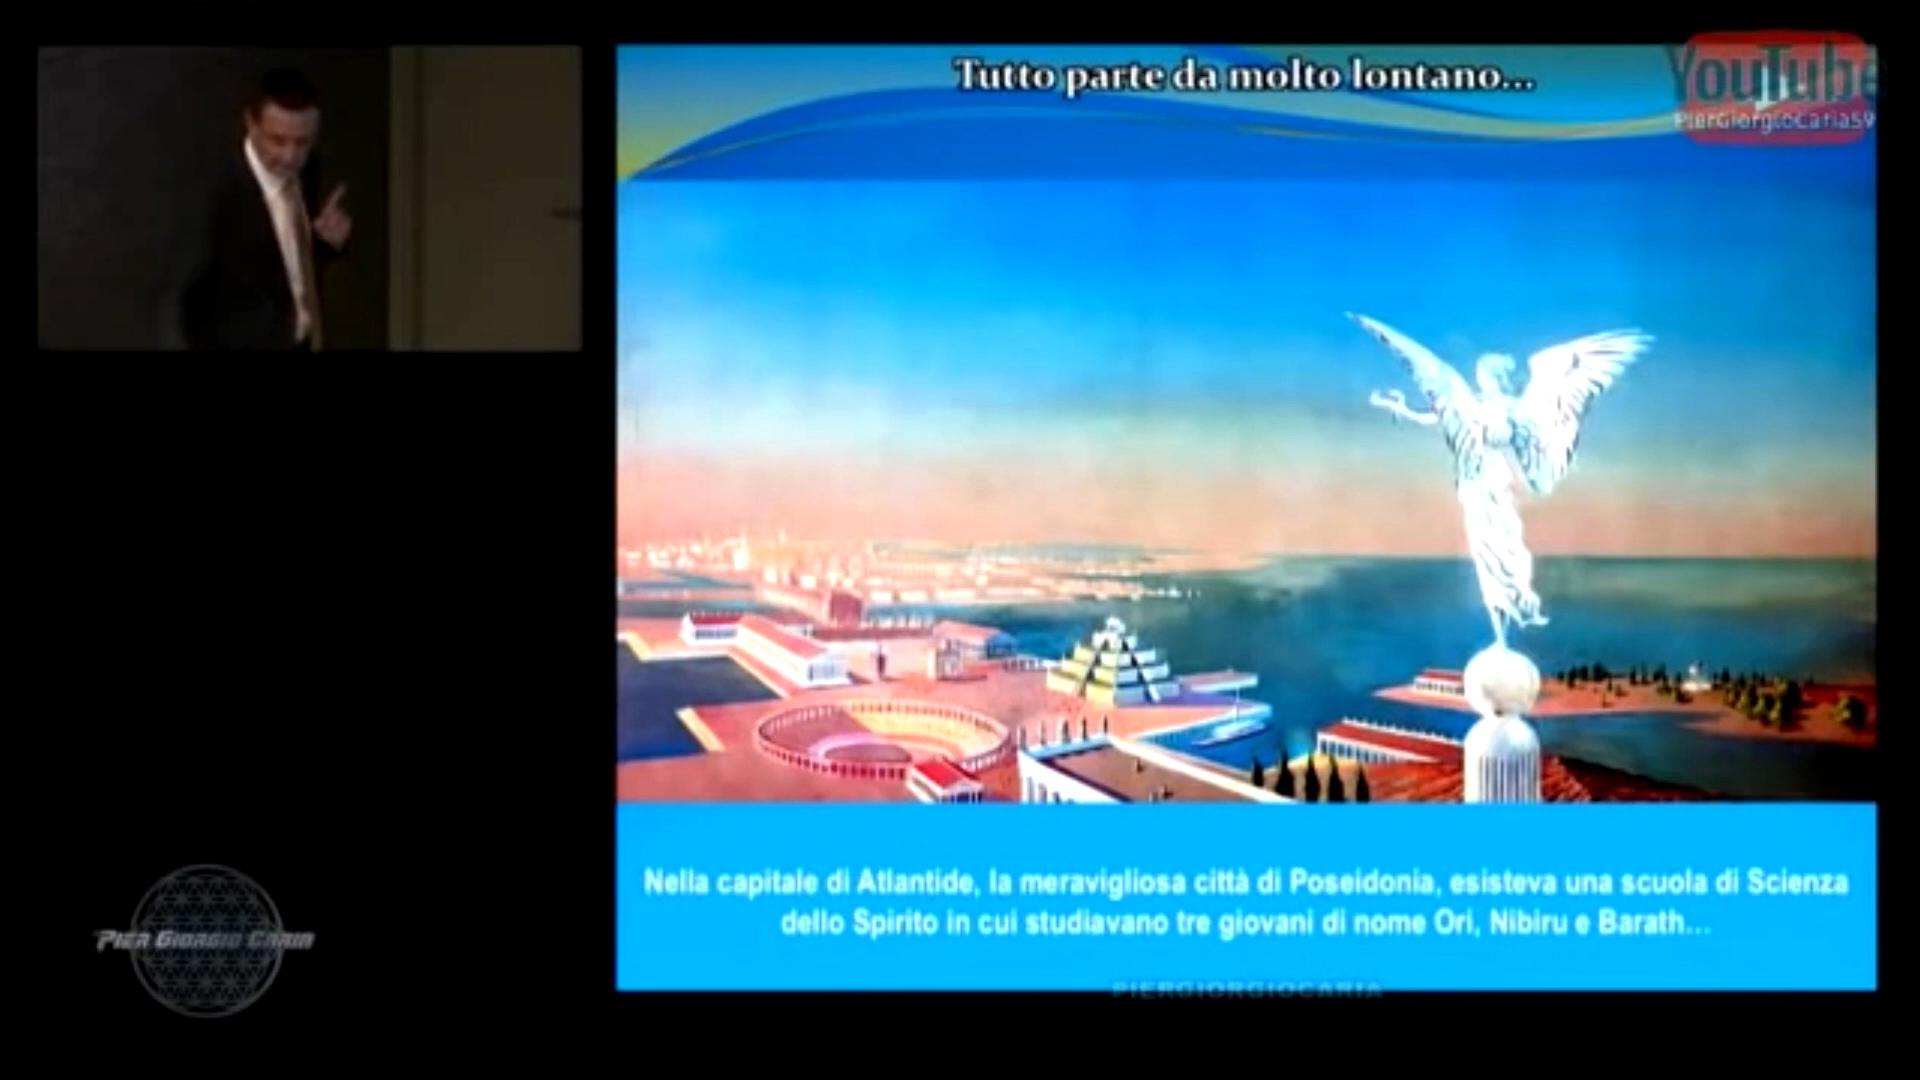 Tutto parte da molto lontano...
YouTube
PierGiorgioCaria59
Nella capitale di Atlantide, la meravigliosa città di Poseidonia, esisteva una scuola di Scienza
dello Spirito in cui studiavano tre giovani di nome Ori, Nibiru e Barath...
PIER GIORGIO CARIA
PIERGIORGIOCARIA